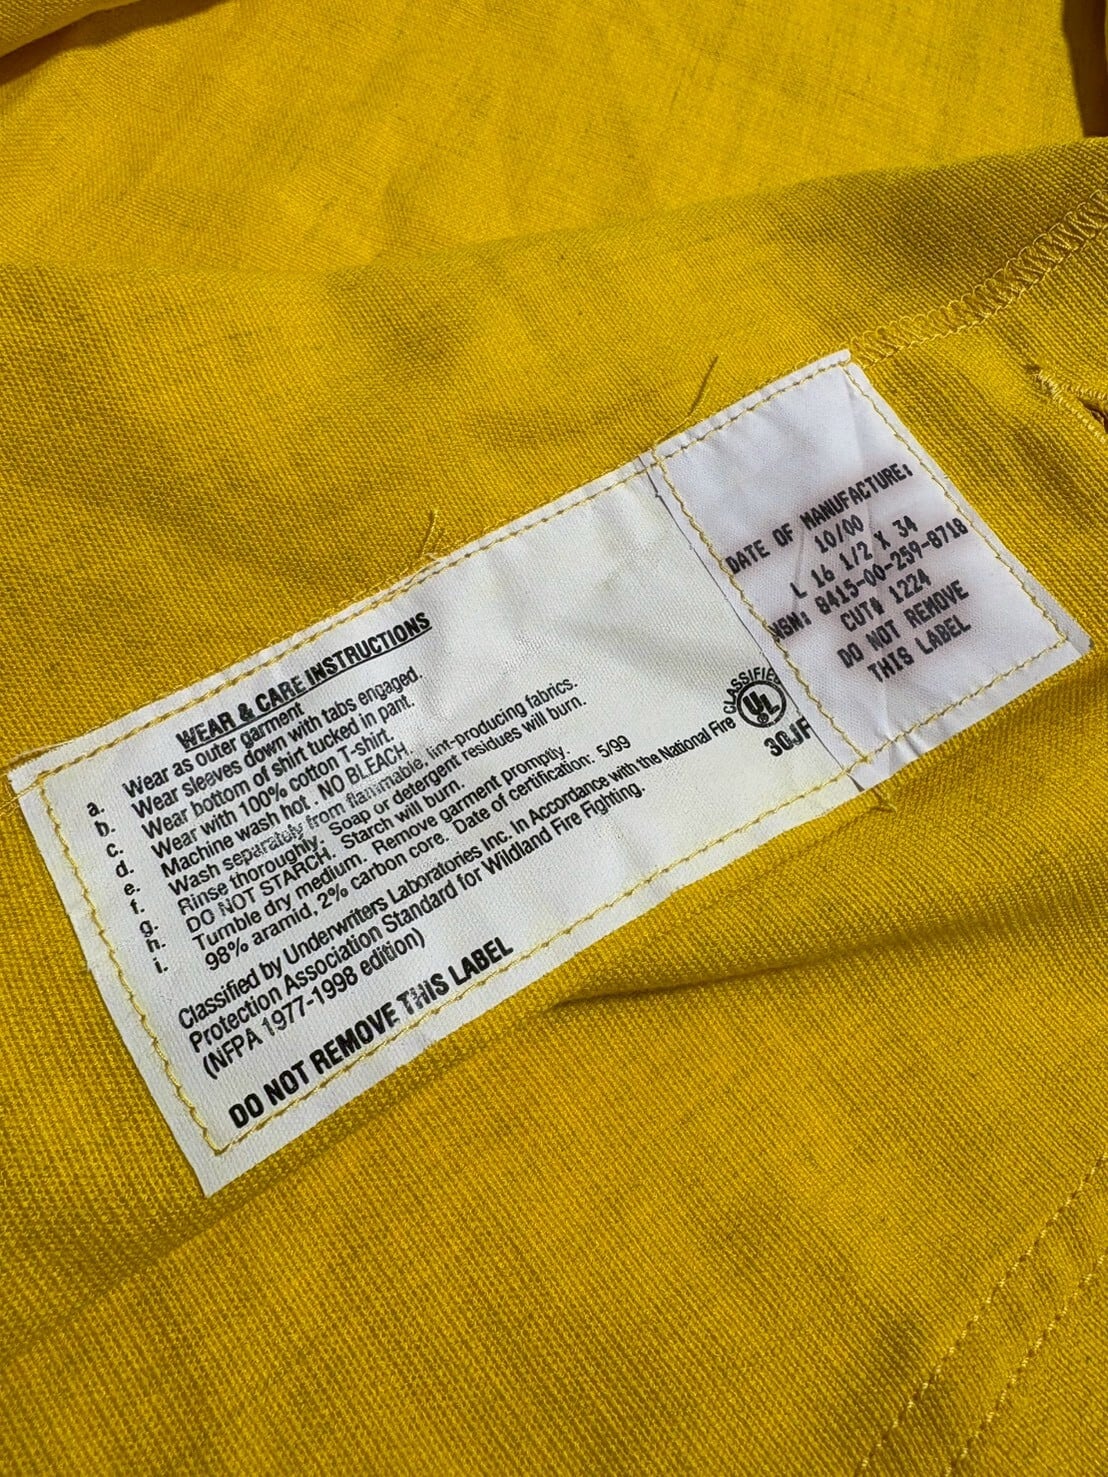 WEAR & CARE INSTRUCTIONS
a. Wear as outer garment
b. Wear sleeves down with tabs engaged.
c. Wear bottom of shirt tucked in pant.
d. Wear with 100% cotton T-shirt.
e. Machine wash hot . NO BLEACH.
f. Wash separately from flammable, lint-producing fabrics.
g. Rinse thoroughly. Soap or detergent residues will burn.
h. DO NOT STARCH. Starch will burn.
i. Tumble dry medium. Remove garment promptly.
98% aramid, 2% carbon core. Date of certification: 5/99
Classified by Underwriters Laboratories Inc. In Accordance with the National Fire
Protection Association Standard for Wildland Fire Fighting.
(NFPA 1977-1998 edition)
DO NOT REMOVE THIS LABEL
CLASSIFIED
UL
®
30JF
DATE OF MANUFACTURE:
10/00
L 16 1/2 X 34
NSN: 8415-00-259-8718
CUT# 1224
DO NOT REMOVE
THIS LABEL